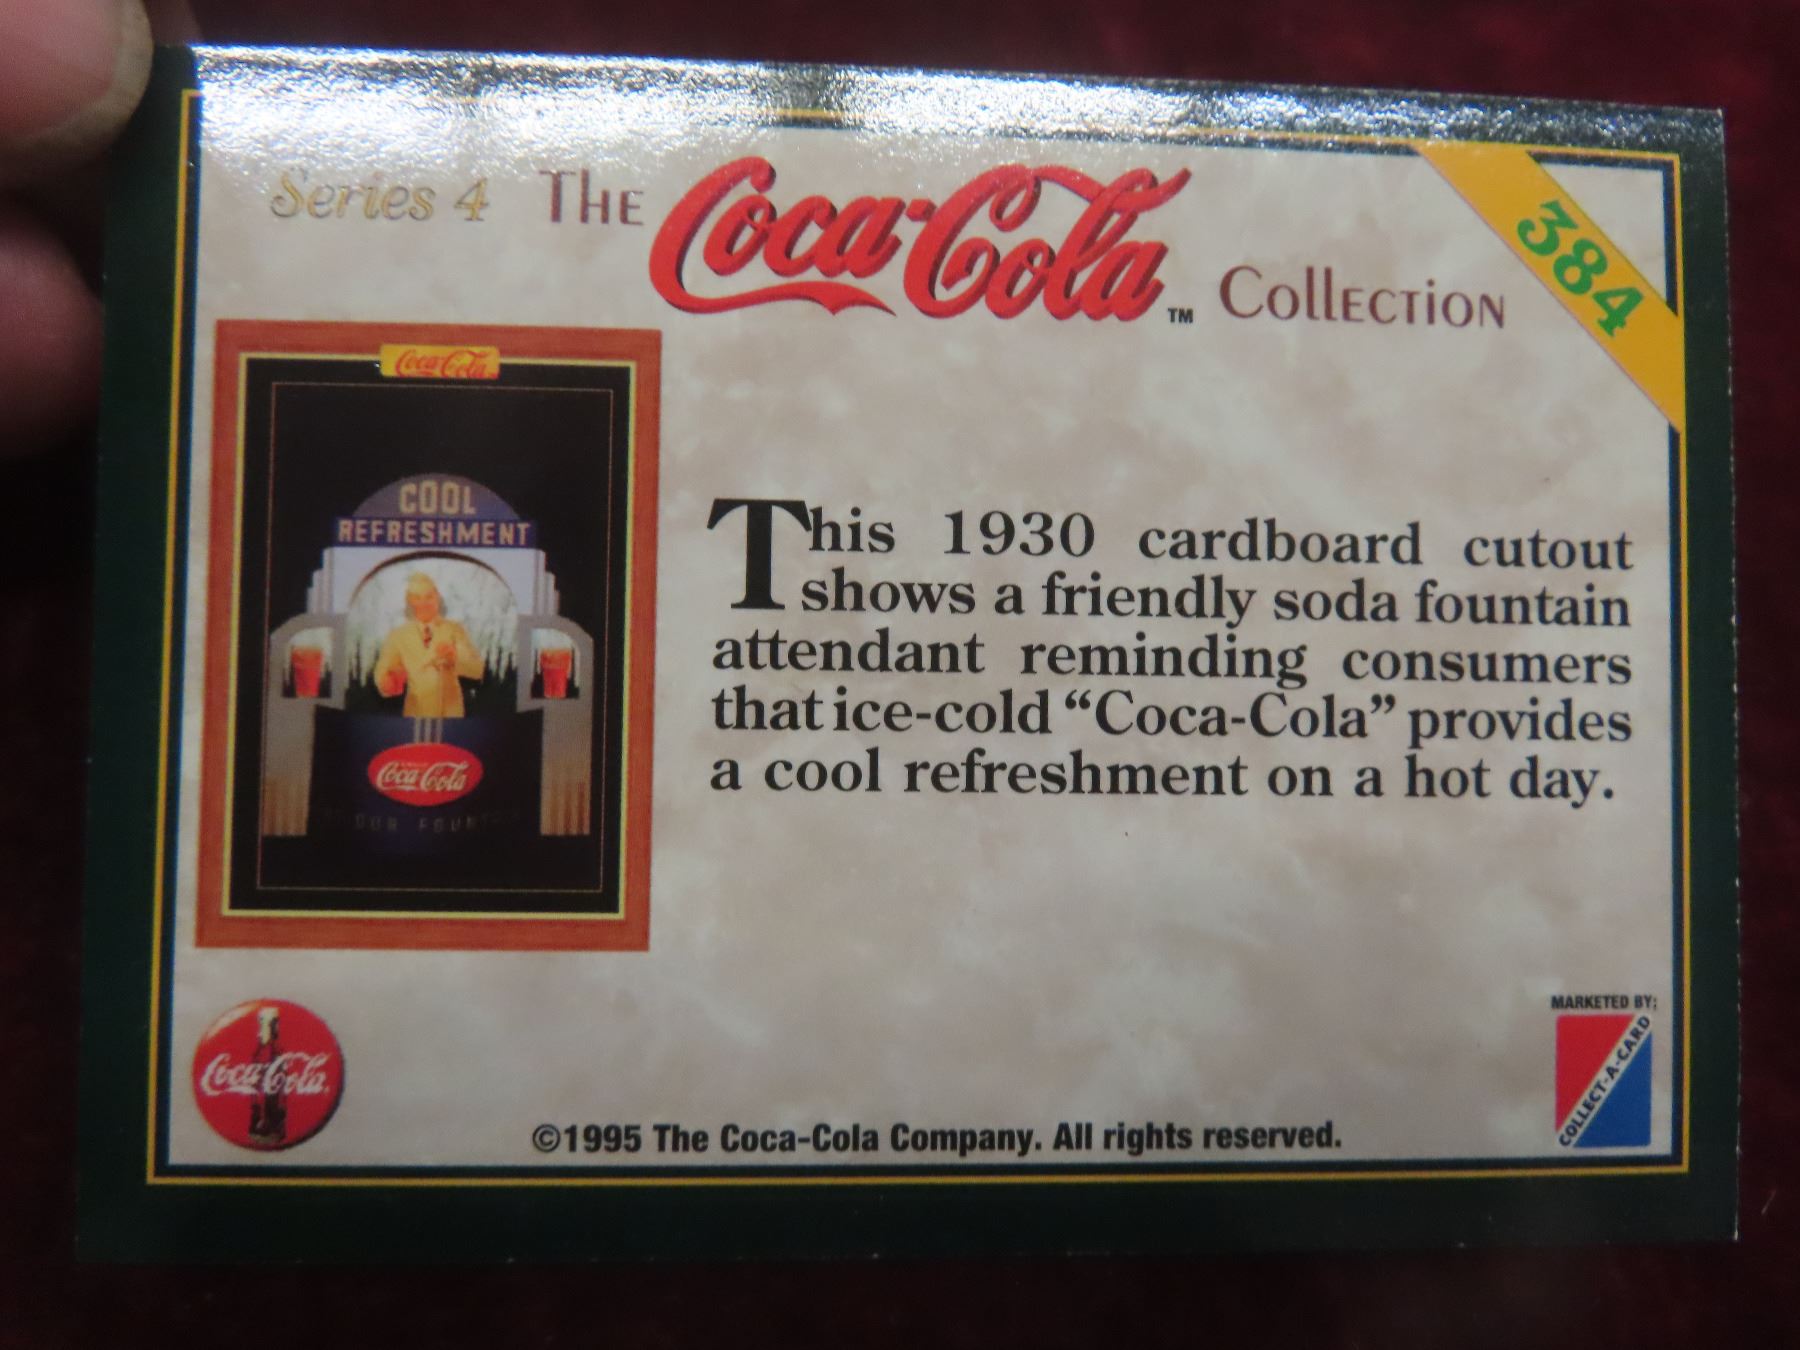 Series 4 The Coca-Cola™ Collection
384
Coca-Cola
COOL
REFRESHMENT
Coca-Cola
OUR
This 1930 cardboard cutout
shows a friendly soda fountain
attendant reminding consumers
that ice-cold “Coca-Cola” provides
a cool refreshment on a hot day.
Coca-Cola
MARKETED BY:
COLLECT-A-CARD
©1995 The Coca-Cola Company. All rights reserved.